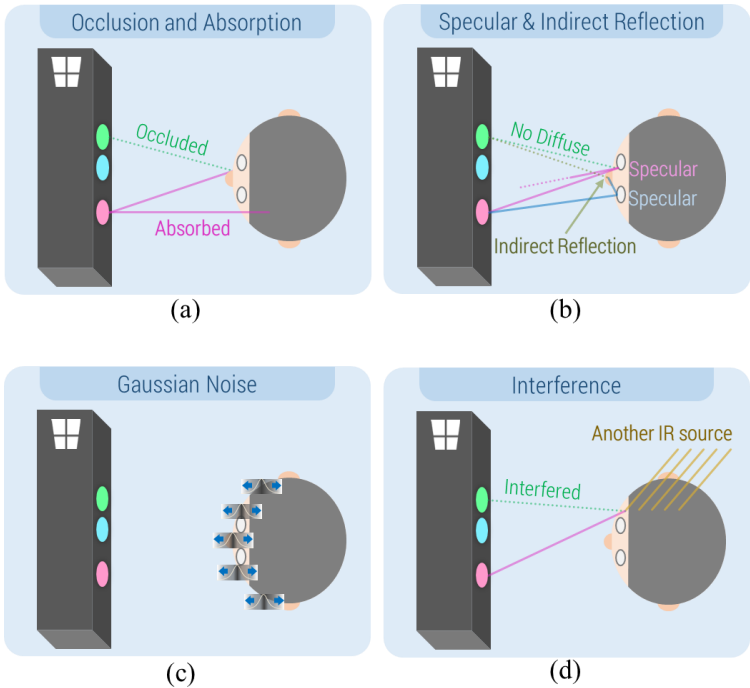 Occlusion and Absorption
Occluded
Absorbed
(a)
Specular & Indirect Reflection
No Diffuse
Specular
Specular
Indirect Reflection
(b)
Gaussian Noise
(c)
Interference
Another IR source
Interfered
(d)